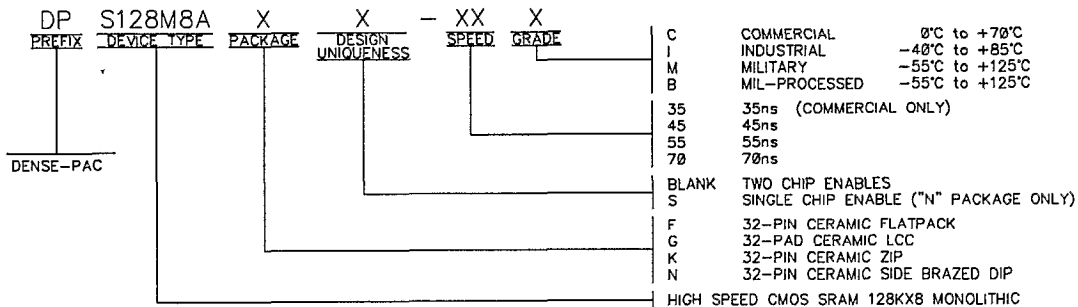 DP S128M8A X X - XX X
PREFIX DEVICE TYPE PACKAGE DESIGN UNIQUENESS SPEED GRADE
C COMMERCIAL 0°C to +70°C
I INDUSTRIAL -40°C to +85°C
M MILITARY -55°C to +125°C
B MIL-PROCESSED -55°C to +125°C
35 35ns (COMMERCIAL ONLY)
45 45ns
55 55ns
70 70ns
DENSE-PAC
BLANK TWO CHIP ENABLES
S SINGLE CHIP ENABLE ("N" PACKAGE ONLY)
F 32-PIN CERAMIC FLATPACK
G 32-PAD CERAMIC LCC
K 32-PIN CERAMIC ZIP
N 32-PIN CERAMIC SIDE BRAZED DIP
HIGH SPEED CMOS SRAM 128KX8 MONOLITHIC